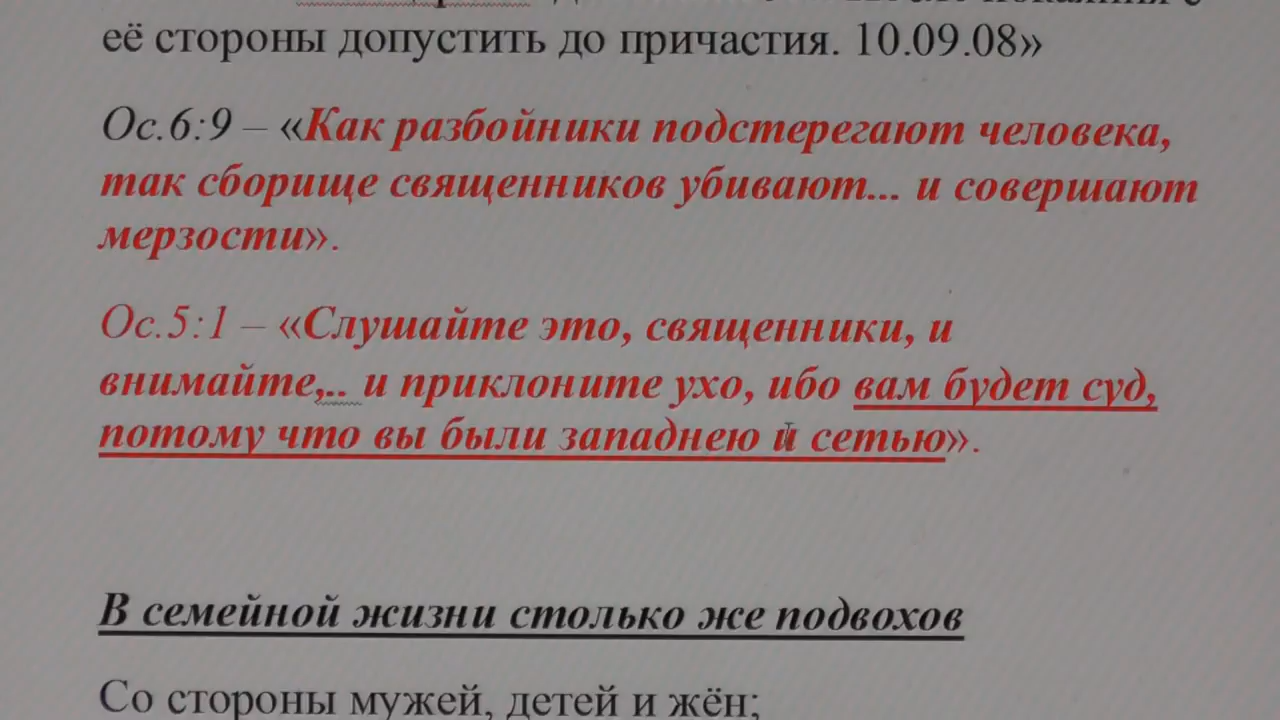 её стороны допустить до причастия. 10.09.08»
Ос.6:9 – «Как разбойники подстерегают человека,
так сборище священников убивают... и совершают
мерзости».
Ос.5:1 – «Слушайте это, священники, и
внимайте,.. и приклоните ухо, ибо вам будет суд,
потому что вы были западнею и сетью».
В семейной жизни столько же подвохов
Со стороны мужей, детей и жён;